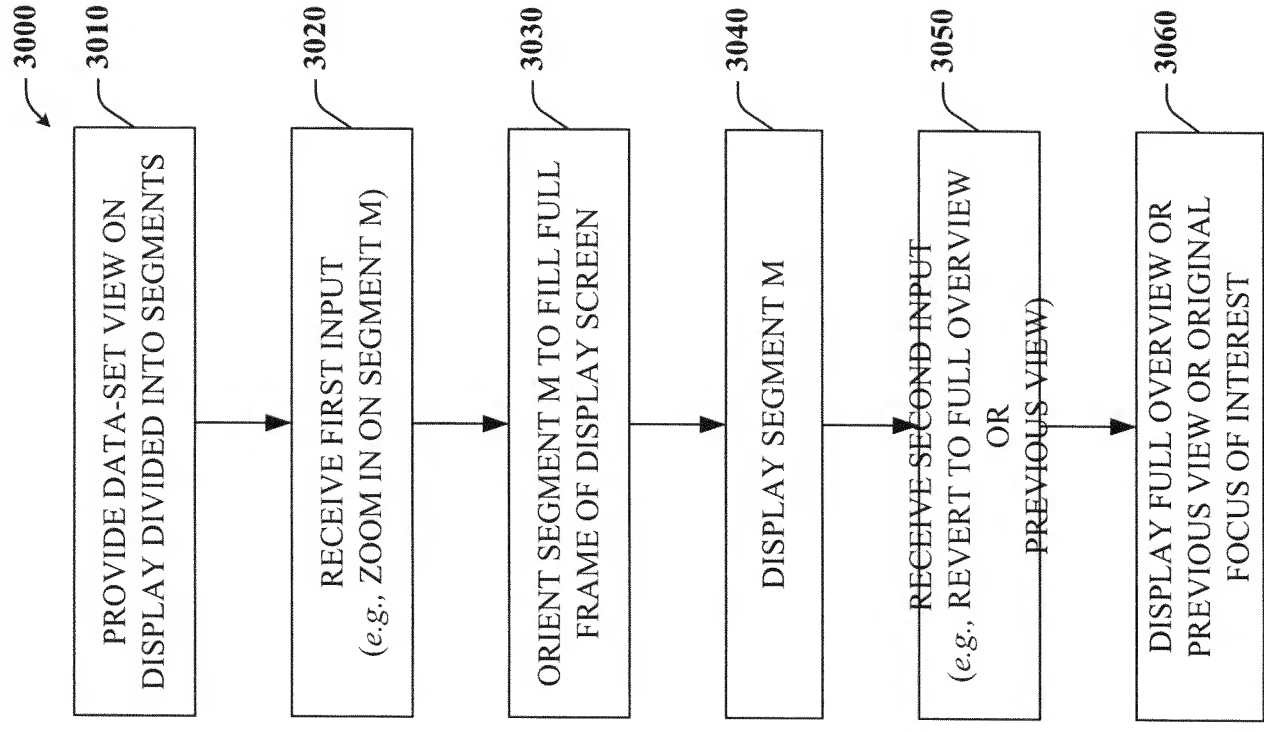 3000
3010
PROVIDE DATA-SET VIEW ON
DISPLAY DIVIDED INTO SEGMENTS
3020
RECEIVE FIRST INPUT
(e.g., ZOOM IN ON SEGMENT M)
3030
ORIENT SEGMENT M TO FILL FULL
FRAME OF DISPLAY SCREEN
3040
DISPLAY SEGMENT M
3050
RECEIVE SECOND INPUT
(e.g., REVERT TO FULL OVERVIEW
OR
PREVIOUS VIEW)
3060
DISPLAY FULL OVERVIEW OR
PREVIOUS VIEW OR ORIGINAL
FOCUS OF INTEREST